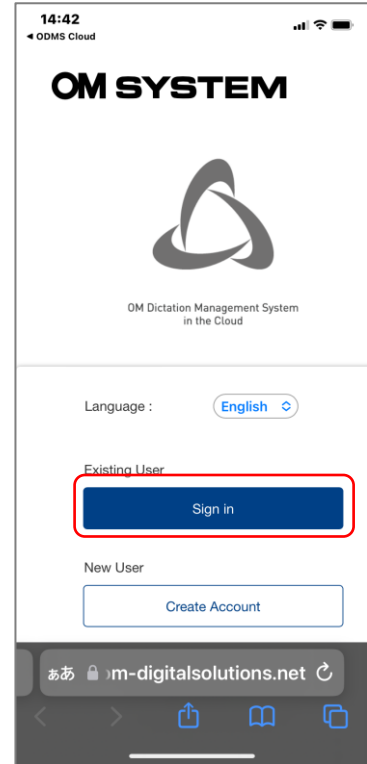 14:42
◀ ODMS Cloud
OM SYSTEM
OM Dictation Management System
in the Cloud
Language :
English
Existing User
Sign in
New User
Create Account
ぁあ
m-digitalsolutions.net